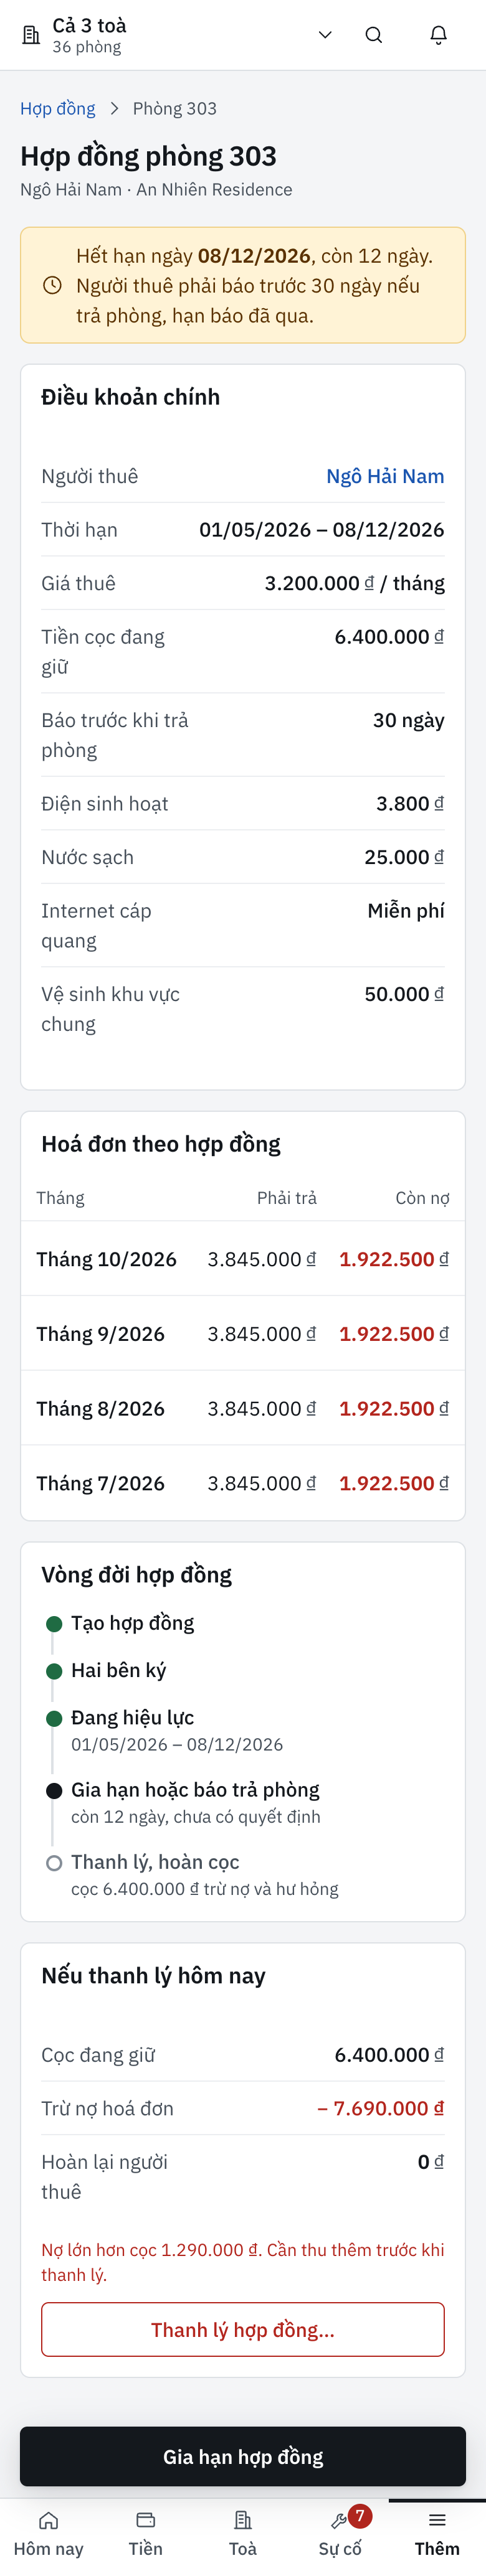 Cả 3 toà
36 phòng
Hợp đồng > Phòng 303
Hợp đồng phòng 303
Ngô Hải Nam · An Nhiên Residence
Hết hạn ngày 08/12/2026, còn 12 ngày.
Người thuê phải báo trước 30 ngày nếu
trả phòng, hạn báo đã qua.
Điều khoản chính
Người thuê Ngô Hải Nam
Thời hạn 01/05/2026 – 08/12/2026
Giá thuê 3.200.000 ₫ / tháng
Tiền cọc đang 6.400.000 ₫
giữ
Báo trước khi trả 30 ngày
phòng
Điện sinh hoạt 3.800 ₫
Nước sạch 25.000 ₫
Internet cáp Miễn phí
quang
Vệ sinh khu vực 50.000 ₫
chung
Hoá đơn theo hợp đồng
Tháng Phải trả Còn nợ
Tháng 10/2026 3.845.000 ₫ 1.922.500 ₫
Tháng 9/2026 3.845.000 ₫ 1.922.500 ₫
Tháng 8/2026 3.845.000 ₫ 1.922.500 ₫
Tháng 7/2026 3.845.000 ₫ 1.922.500 ₫
Vòng đời hợp đồng
Tạo hợp đồng
Hai bên ký
Đang hiệu lực
01/05/2026 – 08/12/2026
Gia hạn hoặc báo trả phòng
còn 12 ngày, chưa có quyết định
Thanh lý, hoàn cọc
cọc 6.400.000 ₫ trừ nợ và hư hỏng
Nếu thanh lý hôm nay
Cọc đang giữ 6.400.000 ₫
Trừ nợ hoá đơn – 7.690.000 ₫
Hoàn lại người 0 ₫
thuê
Nợ lớn hơn cọc 1.290.000 ₫. Cần thu thêm trước khi
thanh lý.
Thanh lý hợp đồng...
Gia hạn hợp đồng
7
Hôm nay Tiền Toà Sự cố Thêm